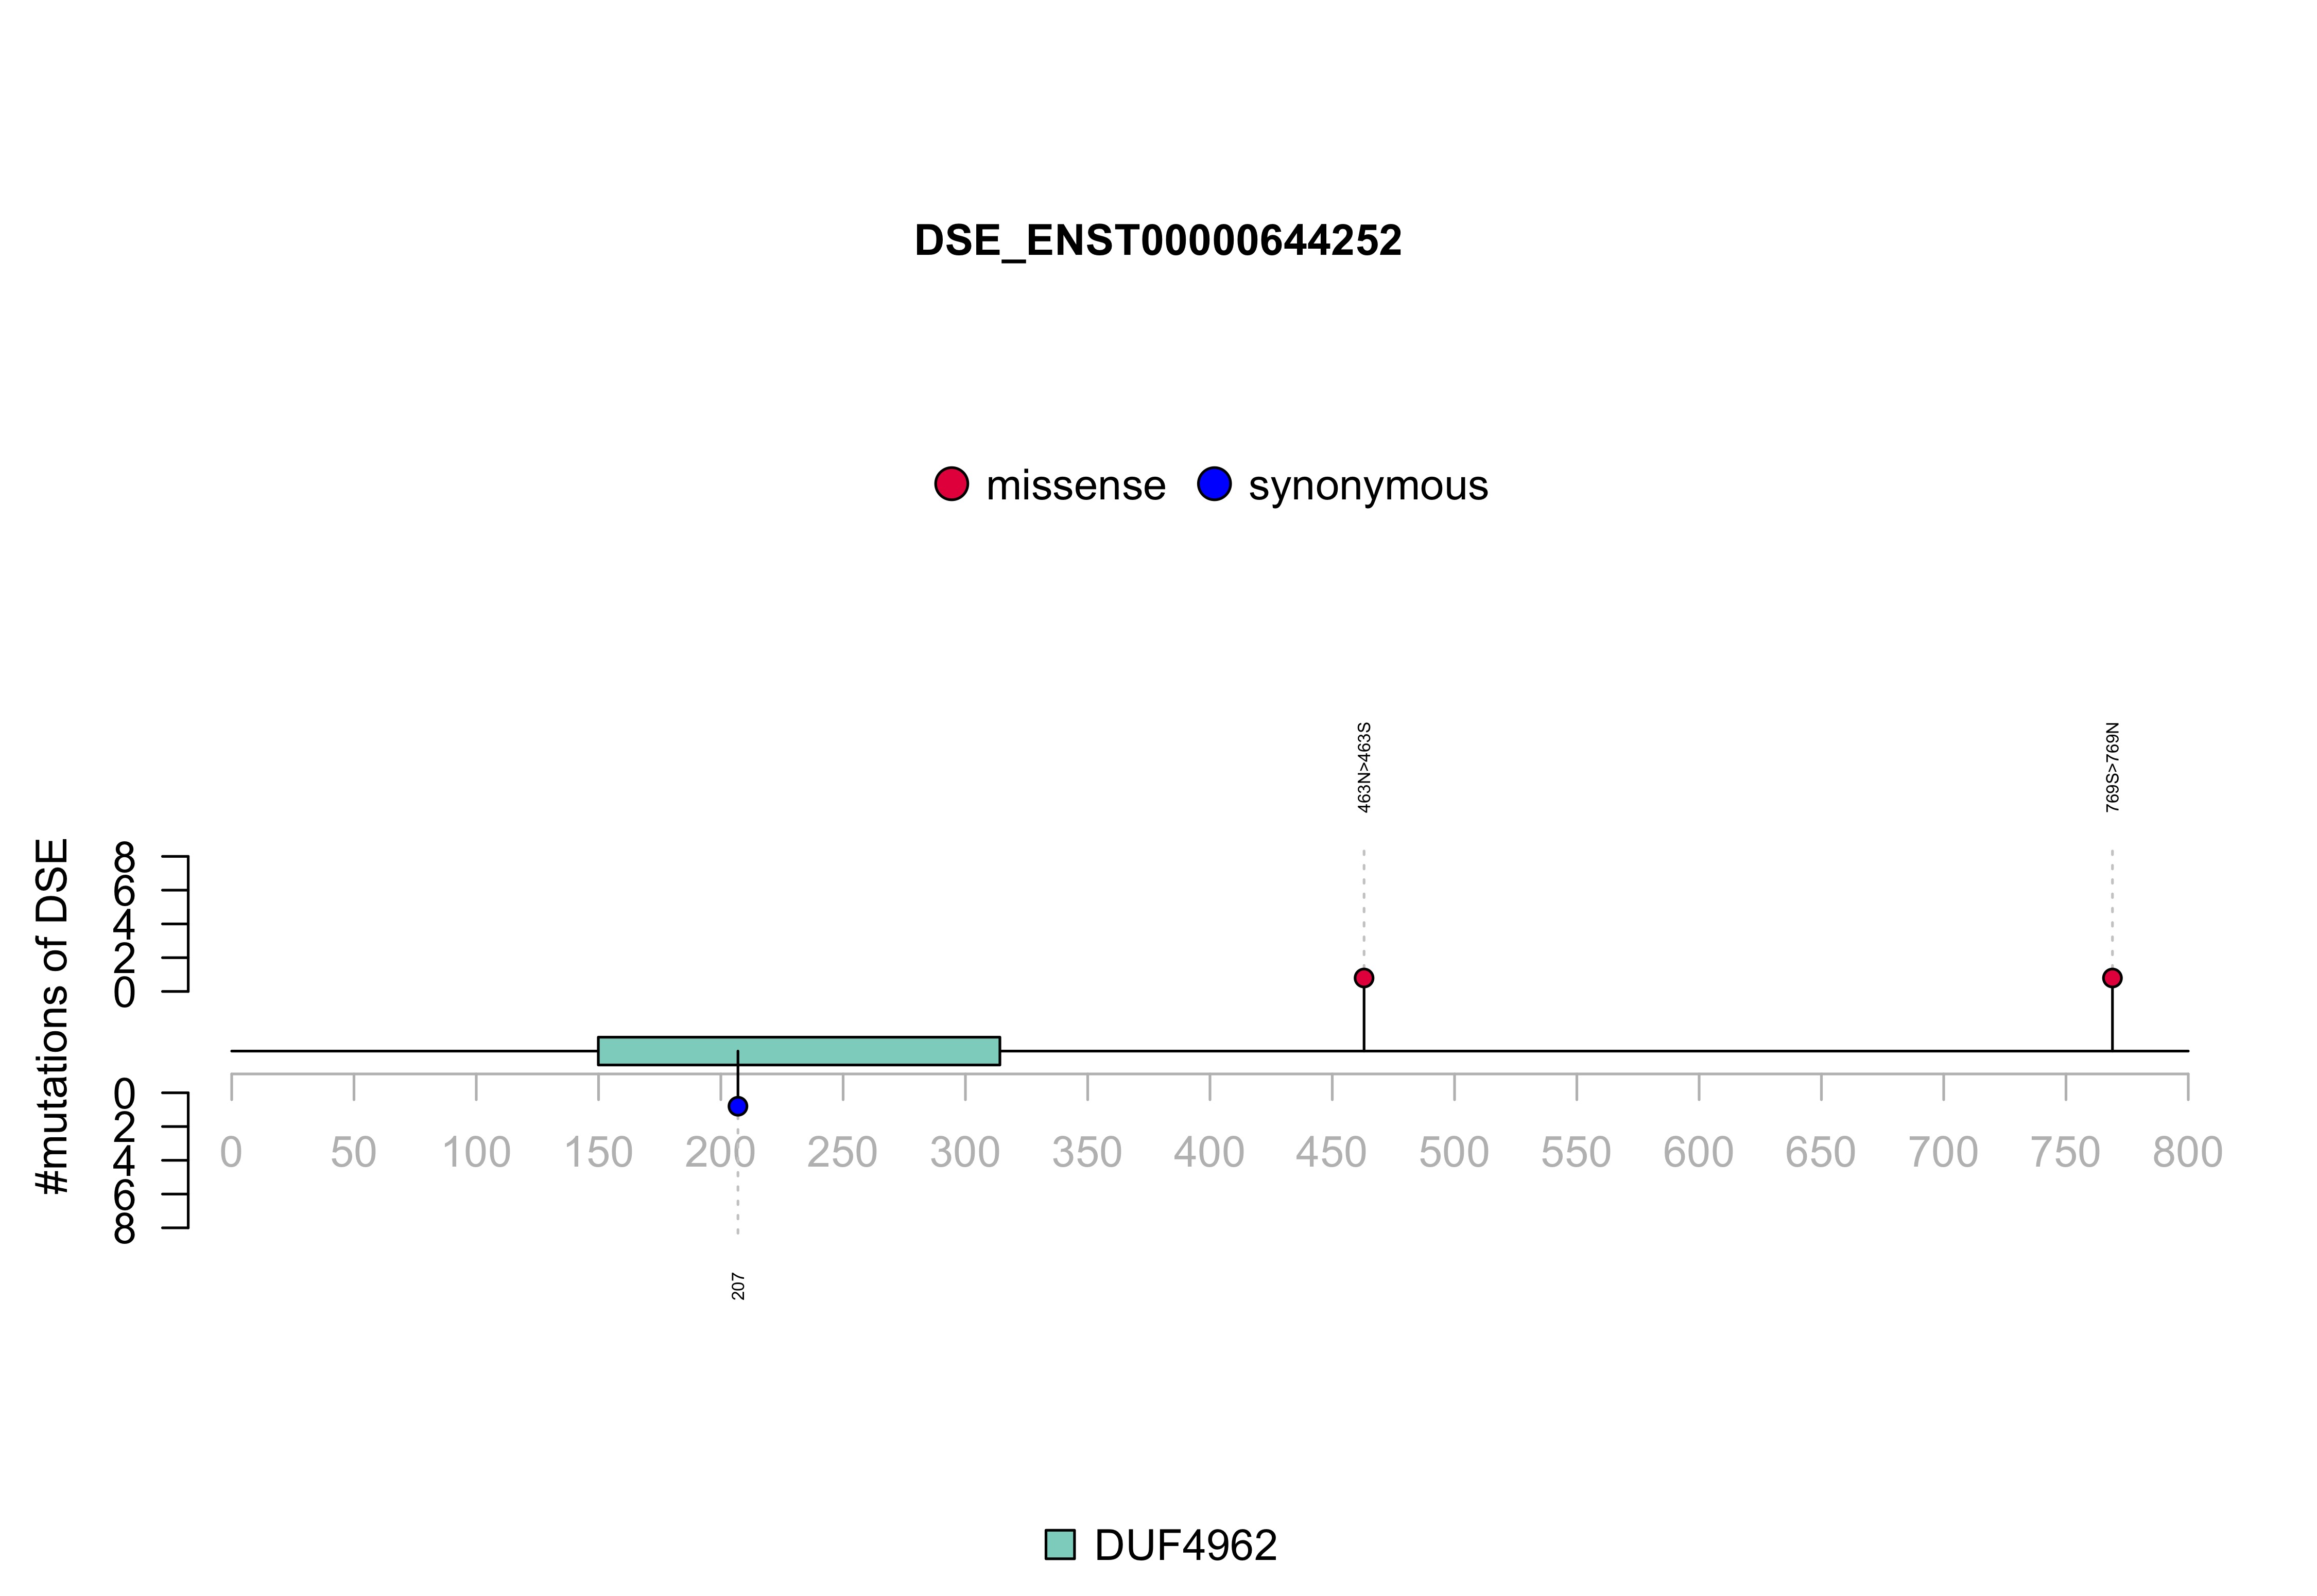 DSE_ENST00000644252
missense synonymous
463N>463S
769S>769N
#mutations of DSE
8
6
4
2
0
0
2
4
6
8
0 50 100 150 200 250 300 350 400 450 500 550 600 650 700 750 800
207
DUF4962